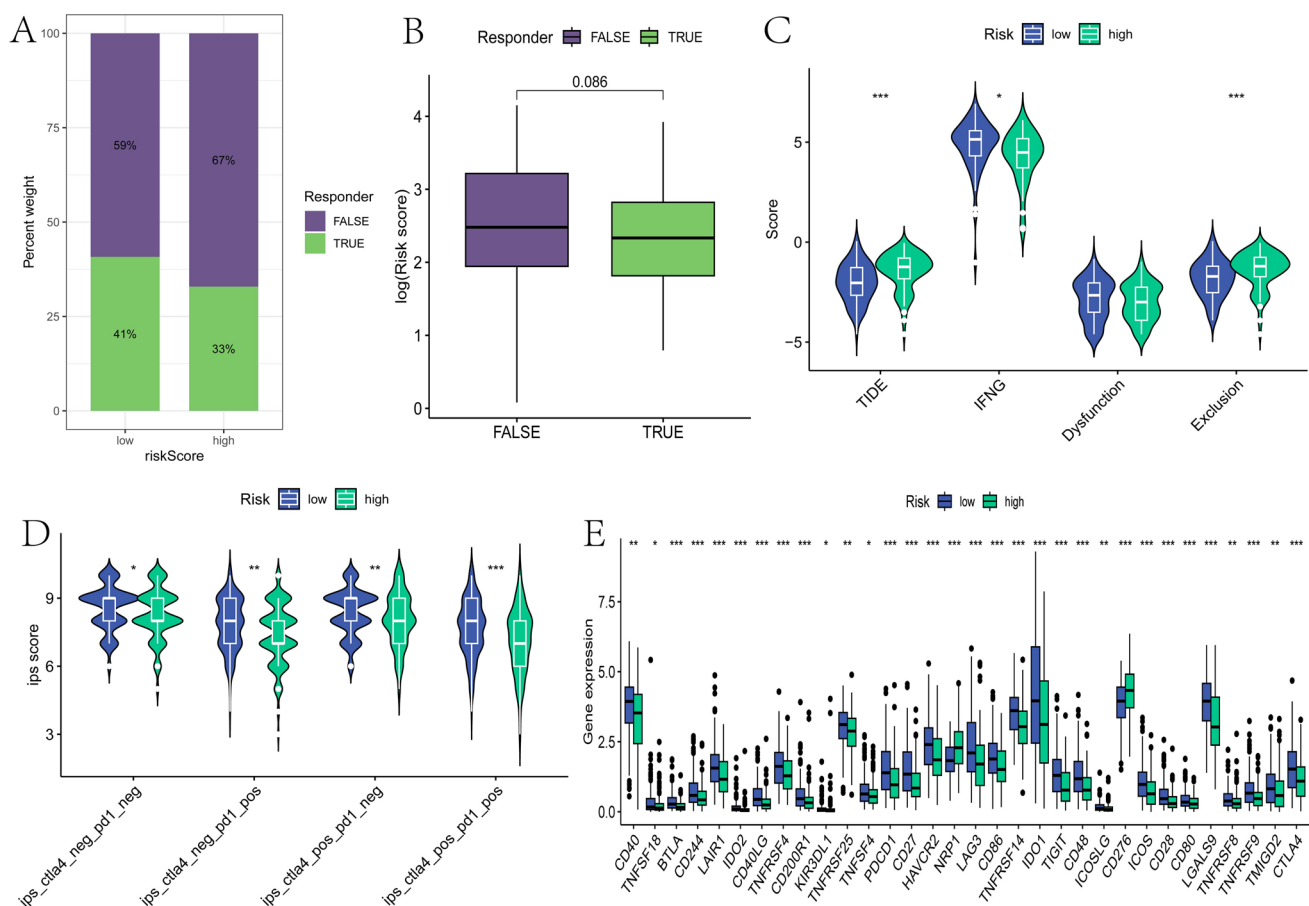 A
100
75
50
25
0
Percent weight
59%
67%
41%
33%
low
high
riskScore
Responder
FALSE
TRUE
B
Responder
FALSE
TRUE
0.086
4
3
2
1
0
log(Risk score)
FALSE
TRUE
C
Risk
low
high
***
*
***
5
0
−5
Score
TIDE
IFNG
Dysfunction
Exclusion
D
Risk
low
high
*
**
**
***
9
6
3
ips score
ips_ctla4_neg_pd1_neg
ips_ctla4_neg_pd1_pos
ips_ctla4_pos_pd1_neg
ips_ctla4_pos_pd1_pos
E
Risk
low
high
** * *** *** *** *** *** *** *** * ** * *** *** *** *** *** *** *** *** *** *** ** *** *** *** *** *** *** *** ** ***
7.5
5.0
2.5
0.0
Gene expression
CD40
TNFSF18
BTLA
CD244
LAIR1
IDO2
CD40LG
TNFRSF4
CD200R1
KIR3DL1
TNFRSF25
TNFSF4
PDCD1
CD27
HAVCR2
NRP1
LAG3
CD86
TNFRSF14
IDO1
TIGIT
CD48
ICOSLG
CD276
ICOS
CD28
CD80
LGALS9
TNFRSF8
TNFRSF9
TMIGD2
CTLA4